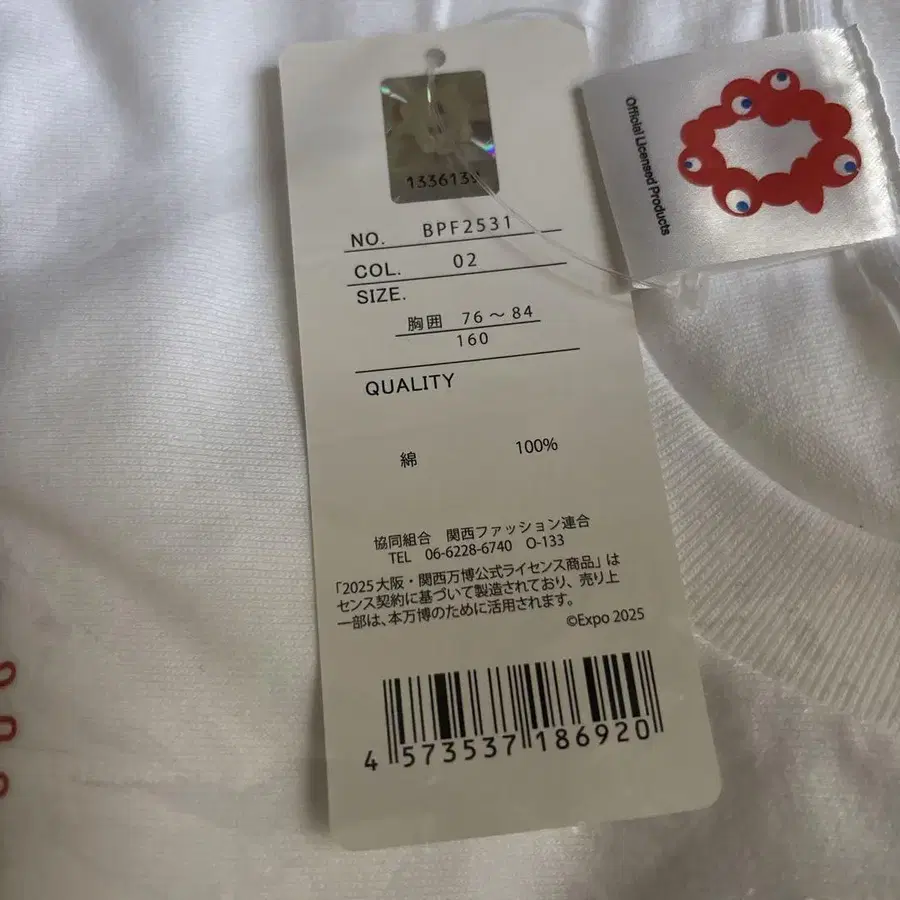 1336139
NO. BPF2531
COL. 02
SIZE.
胸囲 76～84
160
QUALITY
綿 100%
協同組合 関西ファッション連合
TEL 06-6228-6740 O-133
「2025大阪・関西万博公式ライセンス商品」は
センス契約に基づいて製造されており、売り上
一部は、本万博のために活用されます。
©Expo 2025
4 573537 186920
Official Licensed Products